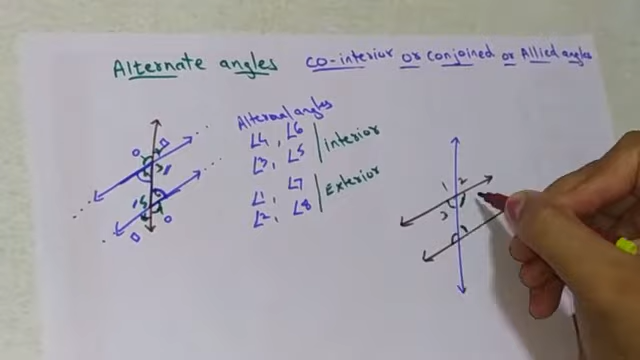 Alternate angles
co-interior or conjoined or Allied angles
Alternal angles
∠4, ∠6
∠3, ∠5
interior
∠1, ∠7
∠2, ∠8
Exterior
1 2
3